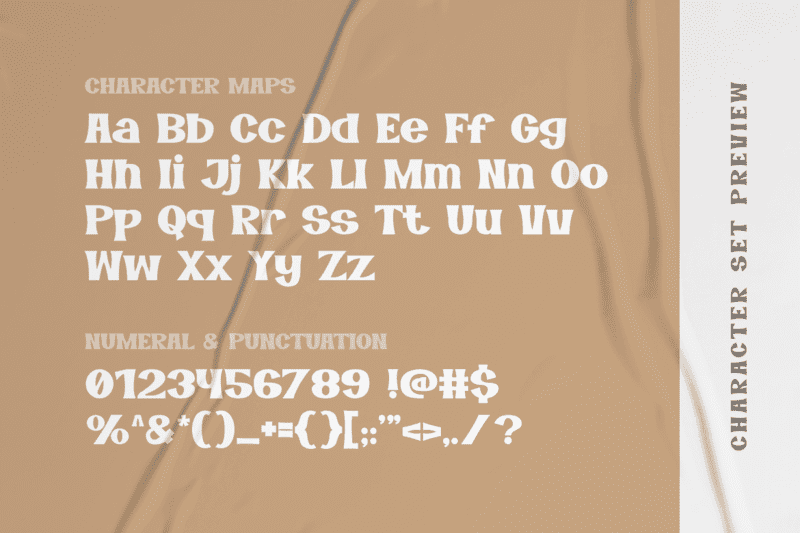 CHARACTER MAPS
Aa Bb Cc Dd Ee Ff Gg
Hh Ii Jj Kk Ll Mm Nn Oo
Pp Qq Rr Ss Tt Uu Vv
Ww Xx Yy Zz
NUMERAL & PUNCTUATION
0123456789 !@#$
%^&*()_+={}[;:'"<>,./?
CHARACTER SET PREVIEW